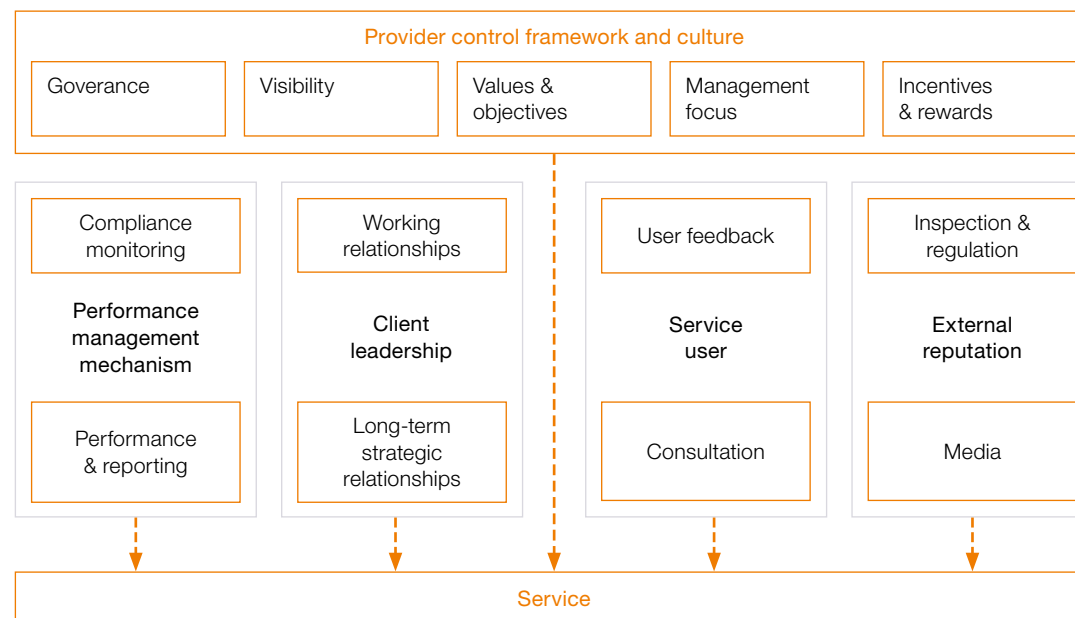 Provider control framework and culture
Goverance
Visibility
Values &
objectives
Management
focus
Incentives
& rewards
Compliance
monitoring
Performance
management
mechanism
Performance
& reporting
Working
relationships
Client
leadership
Long-term
strategic
relationships
User feedback
Service
user
Consultation
Inspection &
regulation
External
reputation
Media
Service